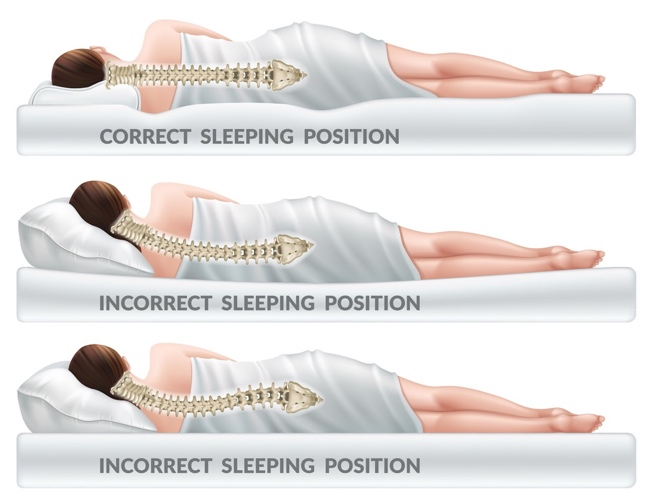 CORRECT SLEEPING POSITION
INCORRECT SLEEPING POSITION
INCORRECT SLEEPING POSITION